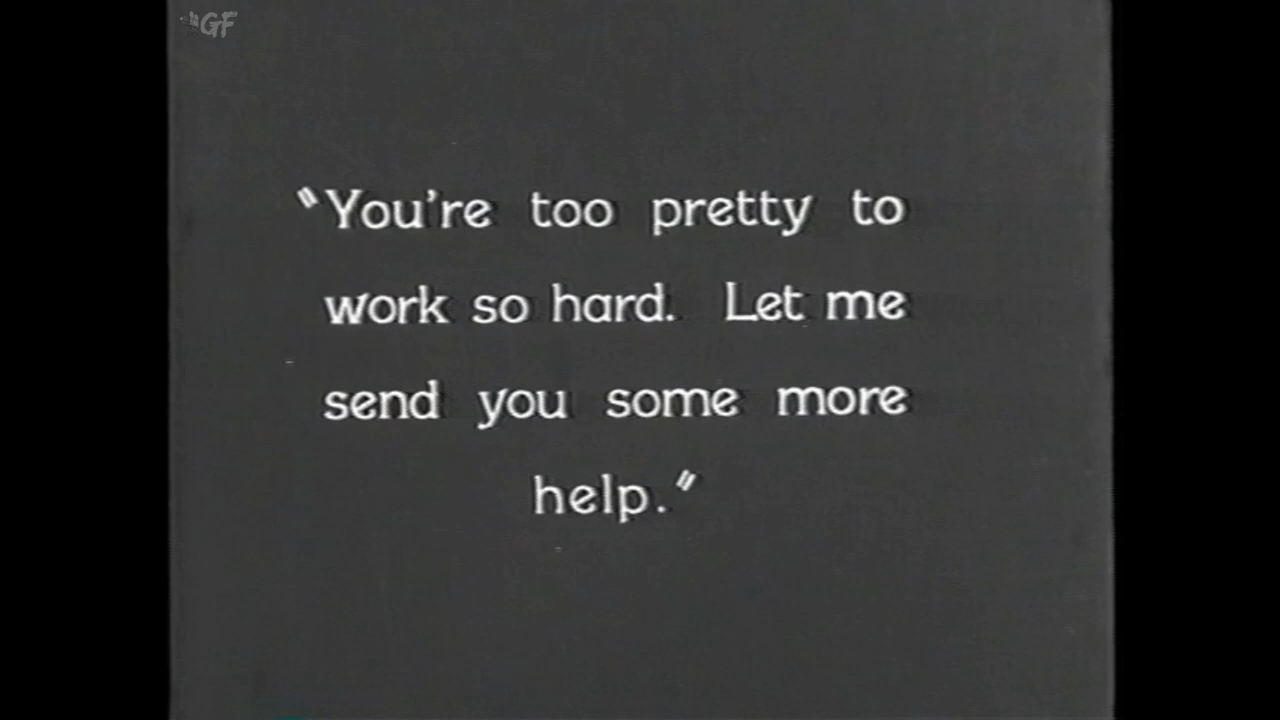 GF
"You're too pretty to
work so hard. Let me
send you some more
help."